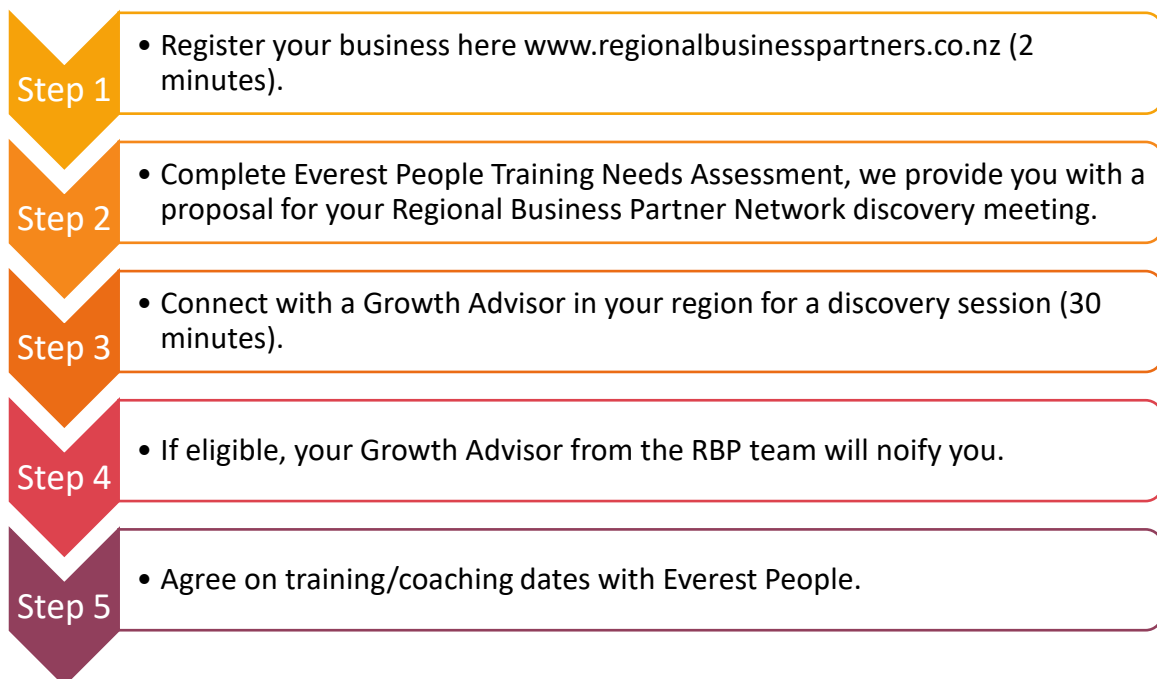 Step 1
• Register your business here www.regionalbusinesspartners.co.nz (2
minutes).
Step 2
• Complete Everest People Training Needs Assessment, we provide you with a
proposal for your Regional Business Partner Network discovery meeting.
Step 3
• Connect with a Growth Advisor in your region for a discovery session (30
minutes).
Step 4
• If eligible, your Growth Advisor from the RBP team will noify you.
Step 5
• Agree on training/coaching dates with Everest People.